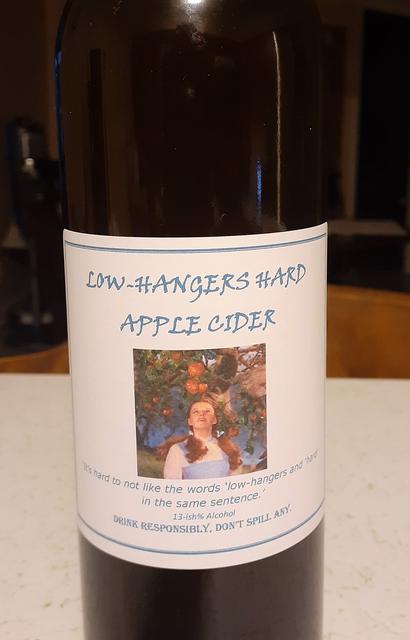 LOW-HANGERS HARD
APPLE CIDER
'It's hard to not like the words 'low-hangers and 'hard'
in the same sentence.'
13-ish% Alcohol
DRINK RESPONSIBLY, DON'T SPILL ANY.